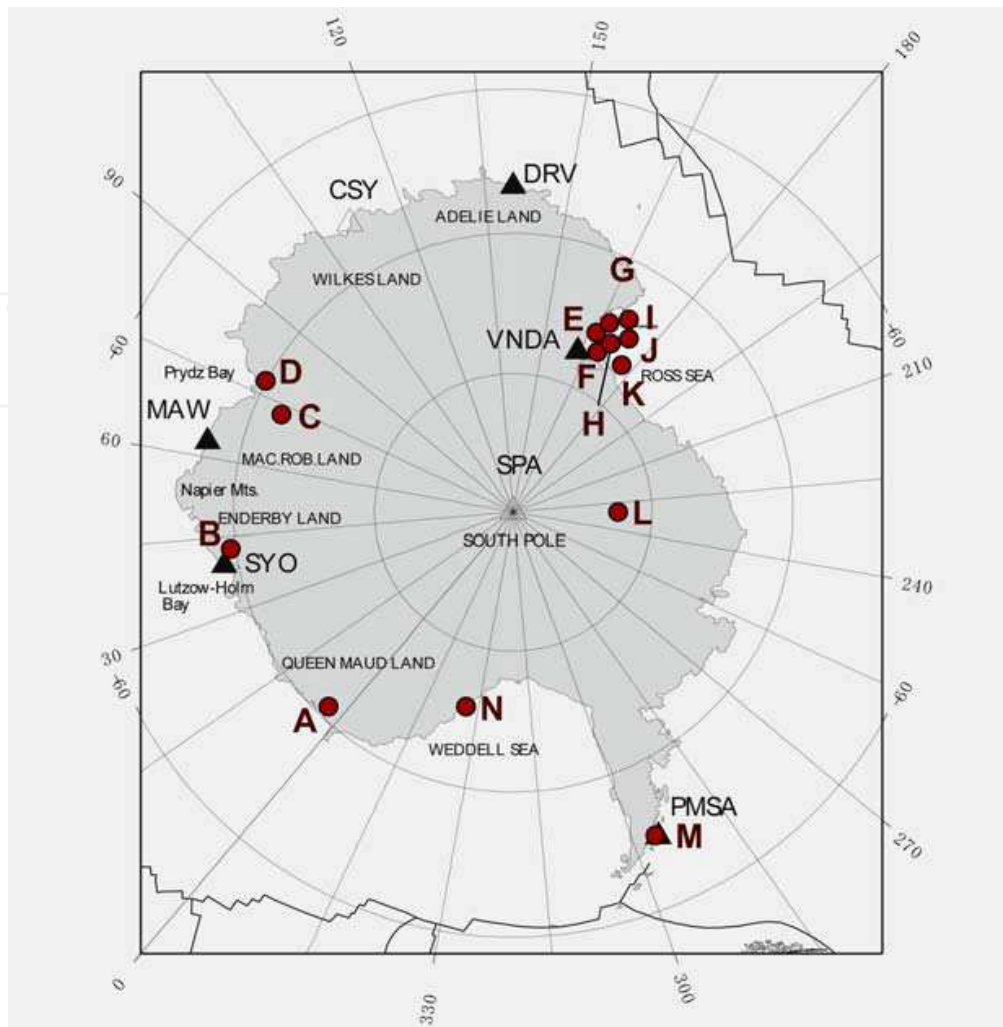 120
150
180
90
CSY
DRV
ADELIE LAND
WILKES LAND
G
E
I
VNDA
J
-60
-60
Prydz Bay
D
F
ROSS SEA
210
MAW
C
K
H
60
MAC.ROB.LAND
SPA
Napier Mts.
ENDERBY LAND
L
B
SYO
SOUTH POLE
Lutzow-Holm
Bay
240
30
-60
QUEEN MAUD LAND
-60
A
N
WEDDELL SEA
PMSA
M
270
0
330
300